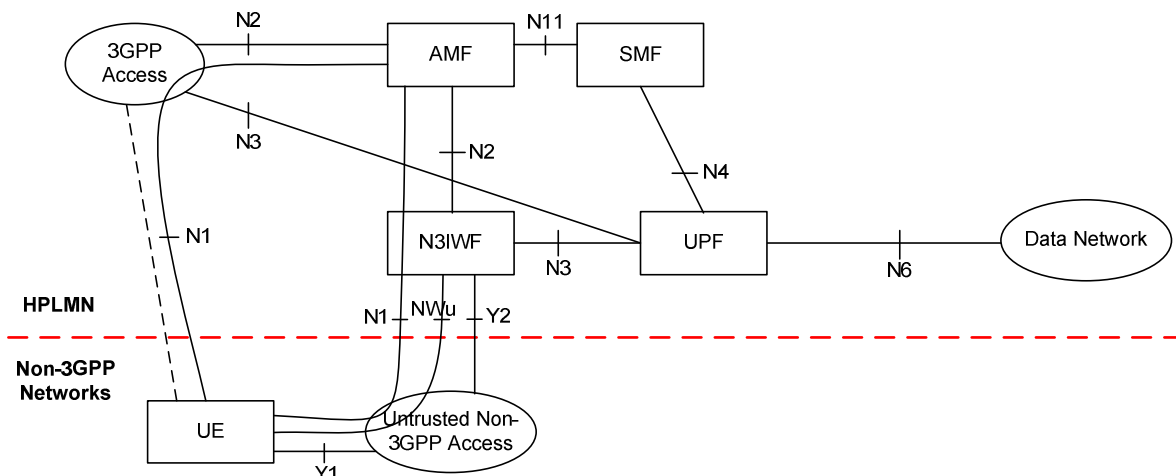 N2
N11
3GPP
Access
AMF
SMF
N3
N2
N4
N1
N3IWF
UPF
Data Network
N3
N6
HPLMN
N1
NWu
Y2
Non-3GPP
Networks
UE
Untrusted Non-
3GPP Access
Y1